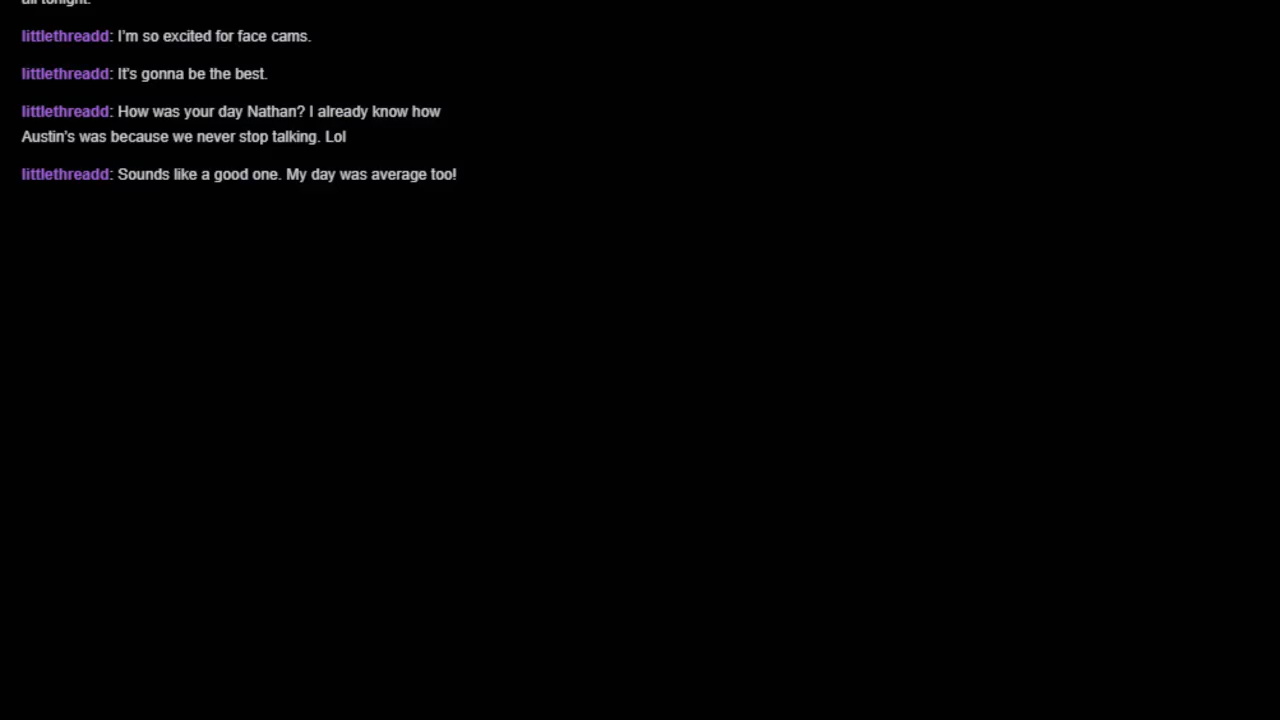 all tonight.
littlethreadd: I'm so excited for face cams.
littlethreadd: It's gonna be the best.
littlethreadd: How was your day Nathan? I already know how
Austin's was because we never stop talking. Lol
littlethreadd: Sounds like a good one. My day was average too!